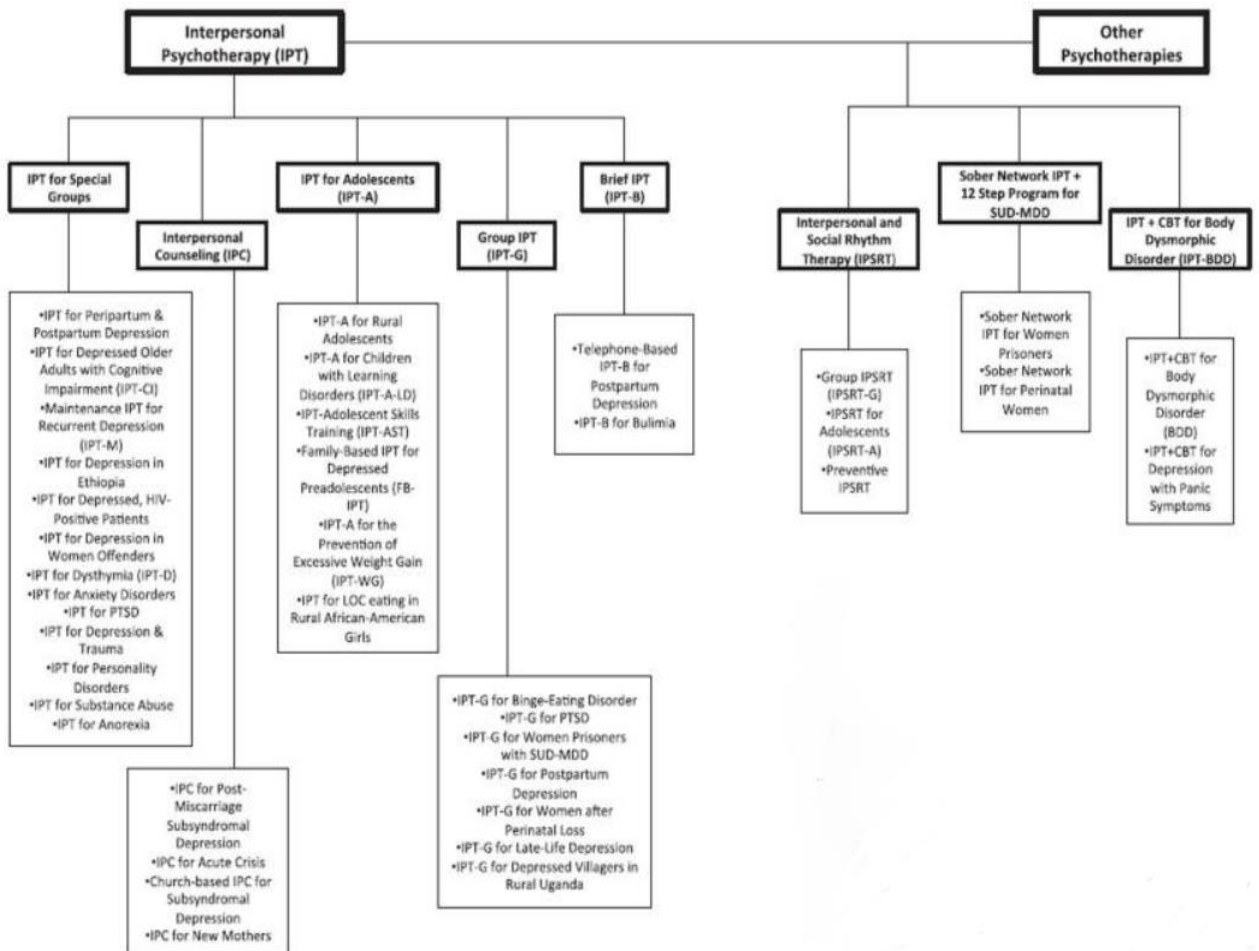 Interpersonal
Psychotherapy (IPT)
Other
Psychotherapies
IPT for Special
Groups
Interpersonal
Counseling (IPC)
IPT for Adolescents
(IPT-A)
Group IPT
(IPT-G)
Brief IPT
(IPT-B)
Interpersonal and
Social Rhythm
Therapy (IPSRT)
Sober Network IPT +
12 Step Program for
SUD-MDD
IPT + CBT for Body
Dysmorphic
Disorder (IPT-BDD)
•IPT for Peripartum &
Postpartum Depression
•IPT for Depressed Older
Adults with Cognitive
Impairment (IPT-CI)
•Maintenance IPT for
Recurrent Depression
(IPT-M)
•IPT for Depression in
Ethiopia
•IPT for Depressed, HIV-
Positive Patients
•IPT for Depression in
Women Offenders
•IPT for Dysthymia (IPT-D)
•IPT for Anxiety Disorders
•IPT for PTSD
•IPT for Depression &
Trauma
•IPT for Personality
Disorders
•IPT for Substance Abuse
•IPT for Anorexia
•IPC for Post-
Miscarriage
Subsyndromal
Depression
•IPC for Acute Crisis
•Church-based IPC for
Subsyndromal
Depression
•IPC for New Mothers
•IPT-A for Rural
Adolescents
•IPT-A for Children
with Learning
Disorders (IPT-A-LD)
•IPT-Adolescent Skills
Training (IPT-AST)
•Family-Based IPT for
Depressed
Preadolescents (FB-
IPT)
•IPT-A for the
Prevention of
Excessive Weight Gain
(IPT-WG)
•IPT for LOC eating in
Rural African-American
Girls
•IPT-G for Binge-Eating Disorder
•IPT-G for PTSD
•IPT-G for Women Prisoners
with SUD-MDD
•IPT-G for Postpartum
Depression
•IPT-G for Women after
Perinatal Loss
•IPT-G for Late-Life Depression
•IPT-G for Depressed Villagers in
Rural Uganda
•Telephone-Based
IPT-B for
Postpartum
Depression
•IPT-B for Bulimia
•Group IPSRT
(IPSRT-G)
•IPSRT for
Adolescents
(IPSRT-A)
•Preventive
IPSRT
•Sober Network
IPT for Women
Prisoners
•Sober Network
IPT for Perinatal
Women
•IPT+CBT for
Body
Dysmorphic
Disorder
(BDD)
•IPT+CBT for
Depression
with Panic
Symptoms